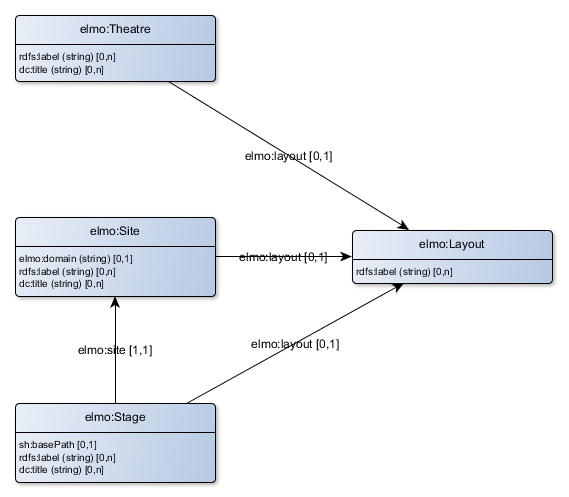 elmo:Theatre
rdfs:label (string) [0,n]
dc:title (string) [0,n]
elmo:layout [0,1]
elmo:Site
elmo:domain (string) [0,1]
rdfs:label (string) [0,n]
dc:title (string) [0,n]
elmo:layout [0,1]
elmo:Layout
rdfs:label (string) [0,n]
elmo:site [1,1]
elmo:layout [0,1]
elmo:Stage
sh:basePath [0,1]
rdfs:label (string) [0,n]
dc:title (string) [0,n]